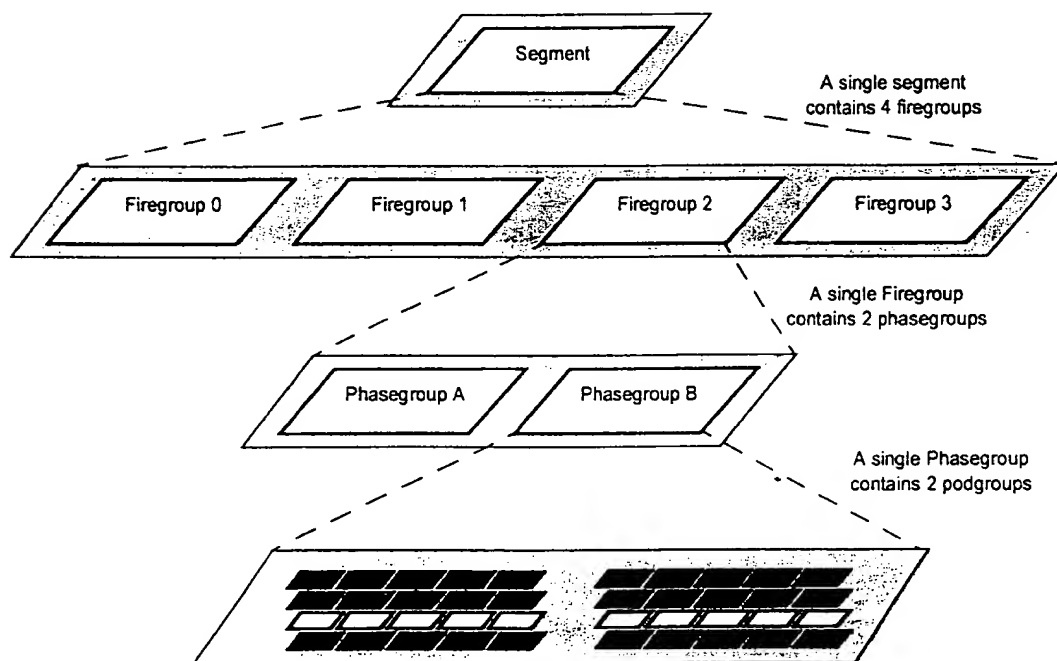 Segment
A single segment
contains 4 firegroups
Firegroup 0
Firegroup 1
Firegroup 2
Firegroup 3
A single Firegroup
contains 2 phasegroups
Phasegroup A
Phasegroup B
A single Phasegroup
contains 2 podgroups